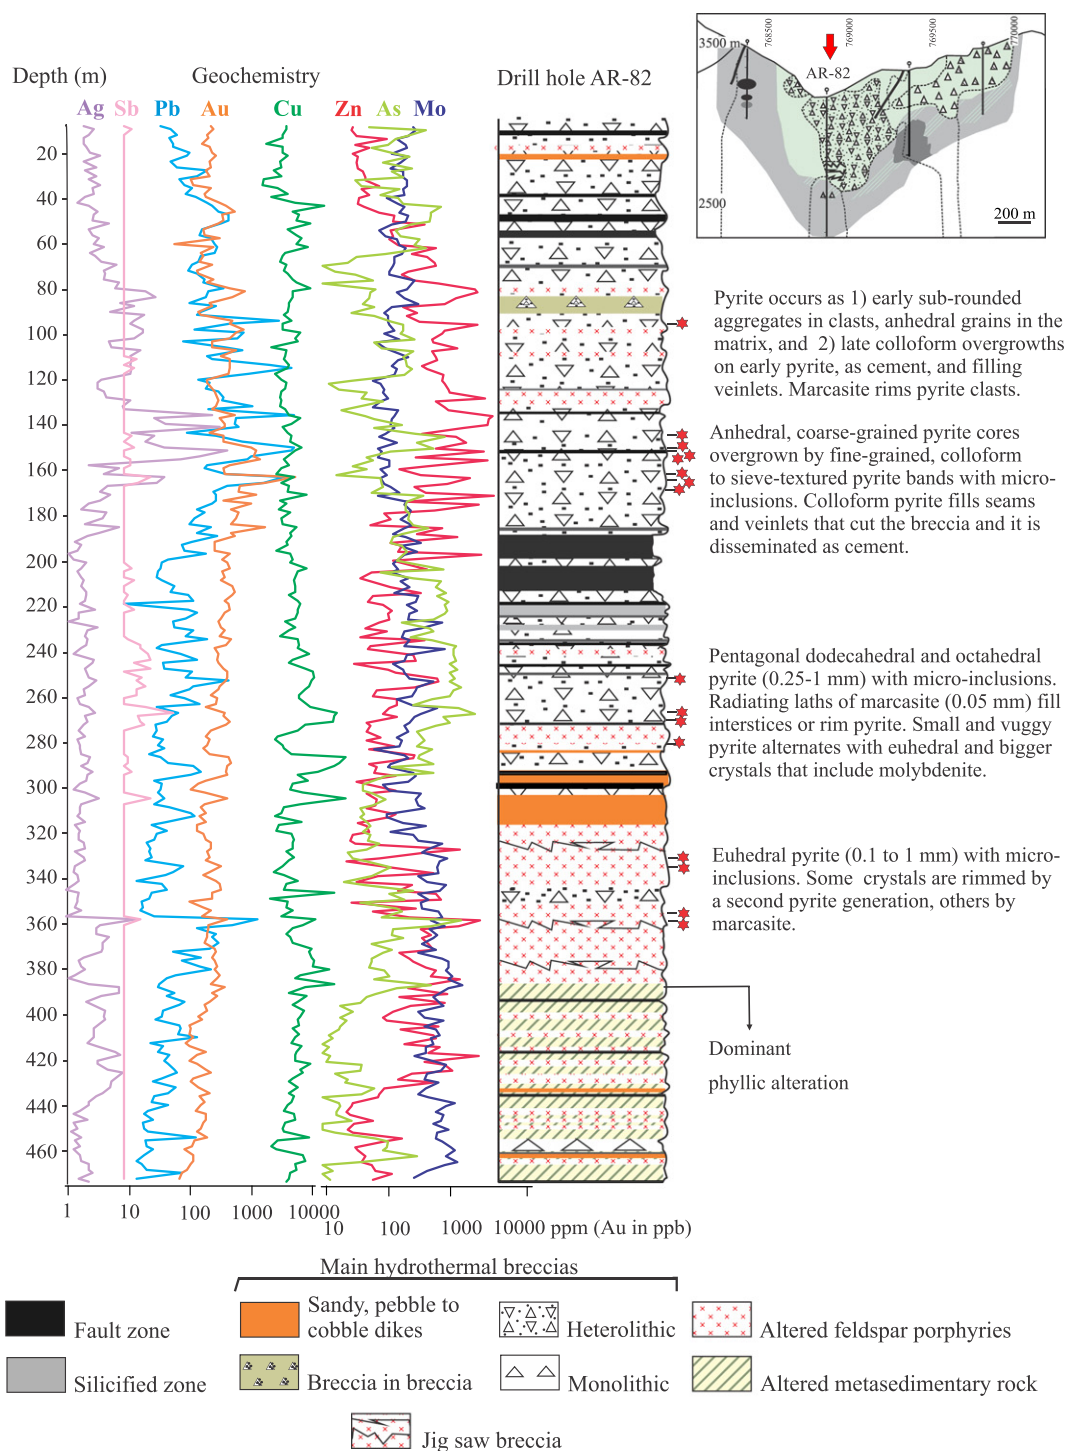 Depth (m)
Geochemistry
Drill hole AR-82
Ag Sb Pb Au Cu Zn As Mo
20
40
60
80
100
120
140
160
180
200
220
240
260
280
300
320
340
360
380
400
420
440
460
1 10 100 1000 10000
10 100 1000 10000 ppm (Au in ppb)
3500 m
2500
768500
769000
769500
770000
AR-82
200 m
Pyrite occurs as 1) early sub-rounded
aggregates in clasts, anhedral grains in the
matrix, and 2) late colloform overgrowths
on early pyrite, as cement, and filling
veinlets. Marcasite rims pyrite clasts.
Anhedral, coarse-grained pyrite cores
overgrown by fine-grained, colloform
to sieve-textured pyrite bands with micro-
inclusions. Colloform pyrite fills seams
and veinlets that cut the breccia and it is
disseminated as cement.
Pentagonal dodecahedral and octahedral
pyrite (0.25-1 mm) with micro-inclusions.
Radiating laths of marcasite (0.05 mm) fill
interstices or rim pyrite. Small and vuggy
pyrite alternates with euhedral and bigger
crystals that include molybdenite.
Euhedral pyrite (0.1 to 1 mm) with micro-
inclusions. Some crystals are rimmed by
a second pyrite generation, others by
marcasite.
Dominant
phyllic alteration
Main hydrothermal breccias
Fault zone
Silicified zone
Sandy, pebble to
cobble dikes
Breccia in breccia
Heterolithic
Monolithic
Altered feldspar porphyries
Altered metasedimentary rock
Jig saw breccia